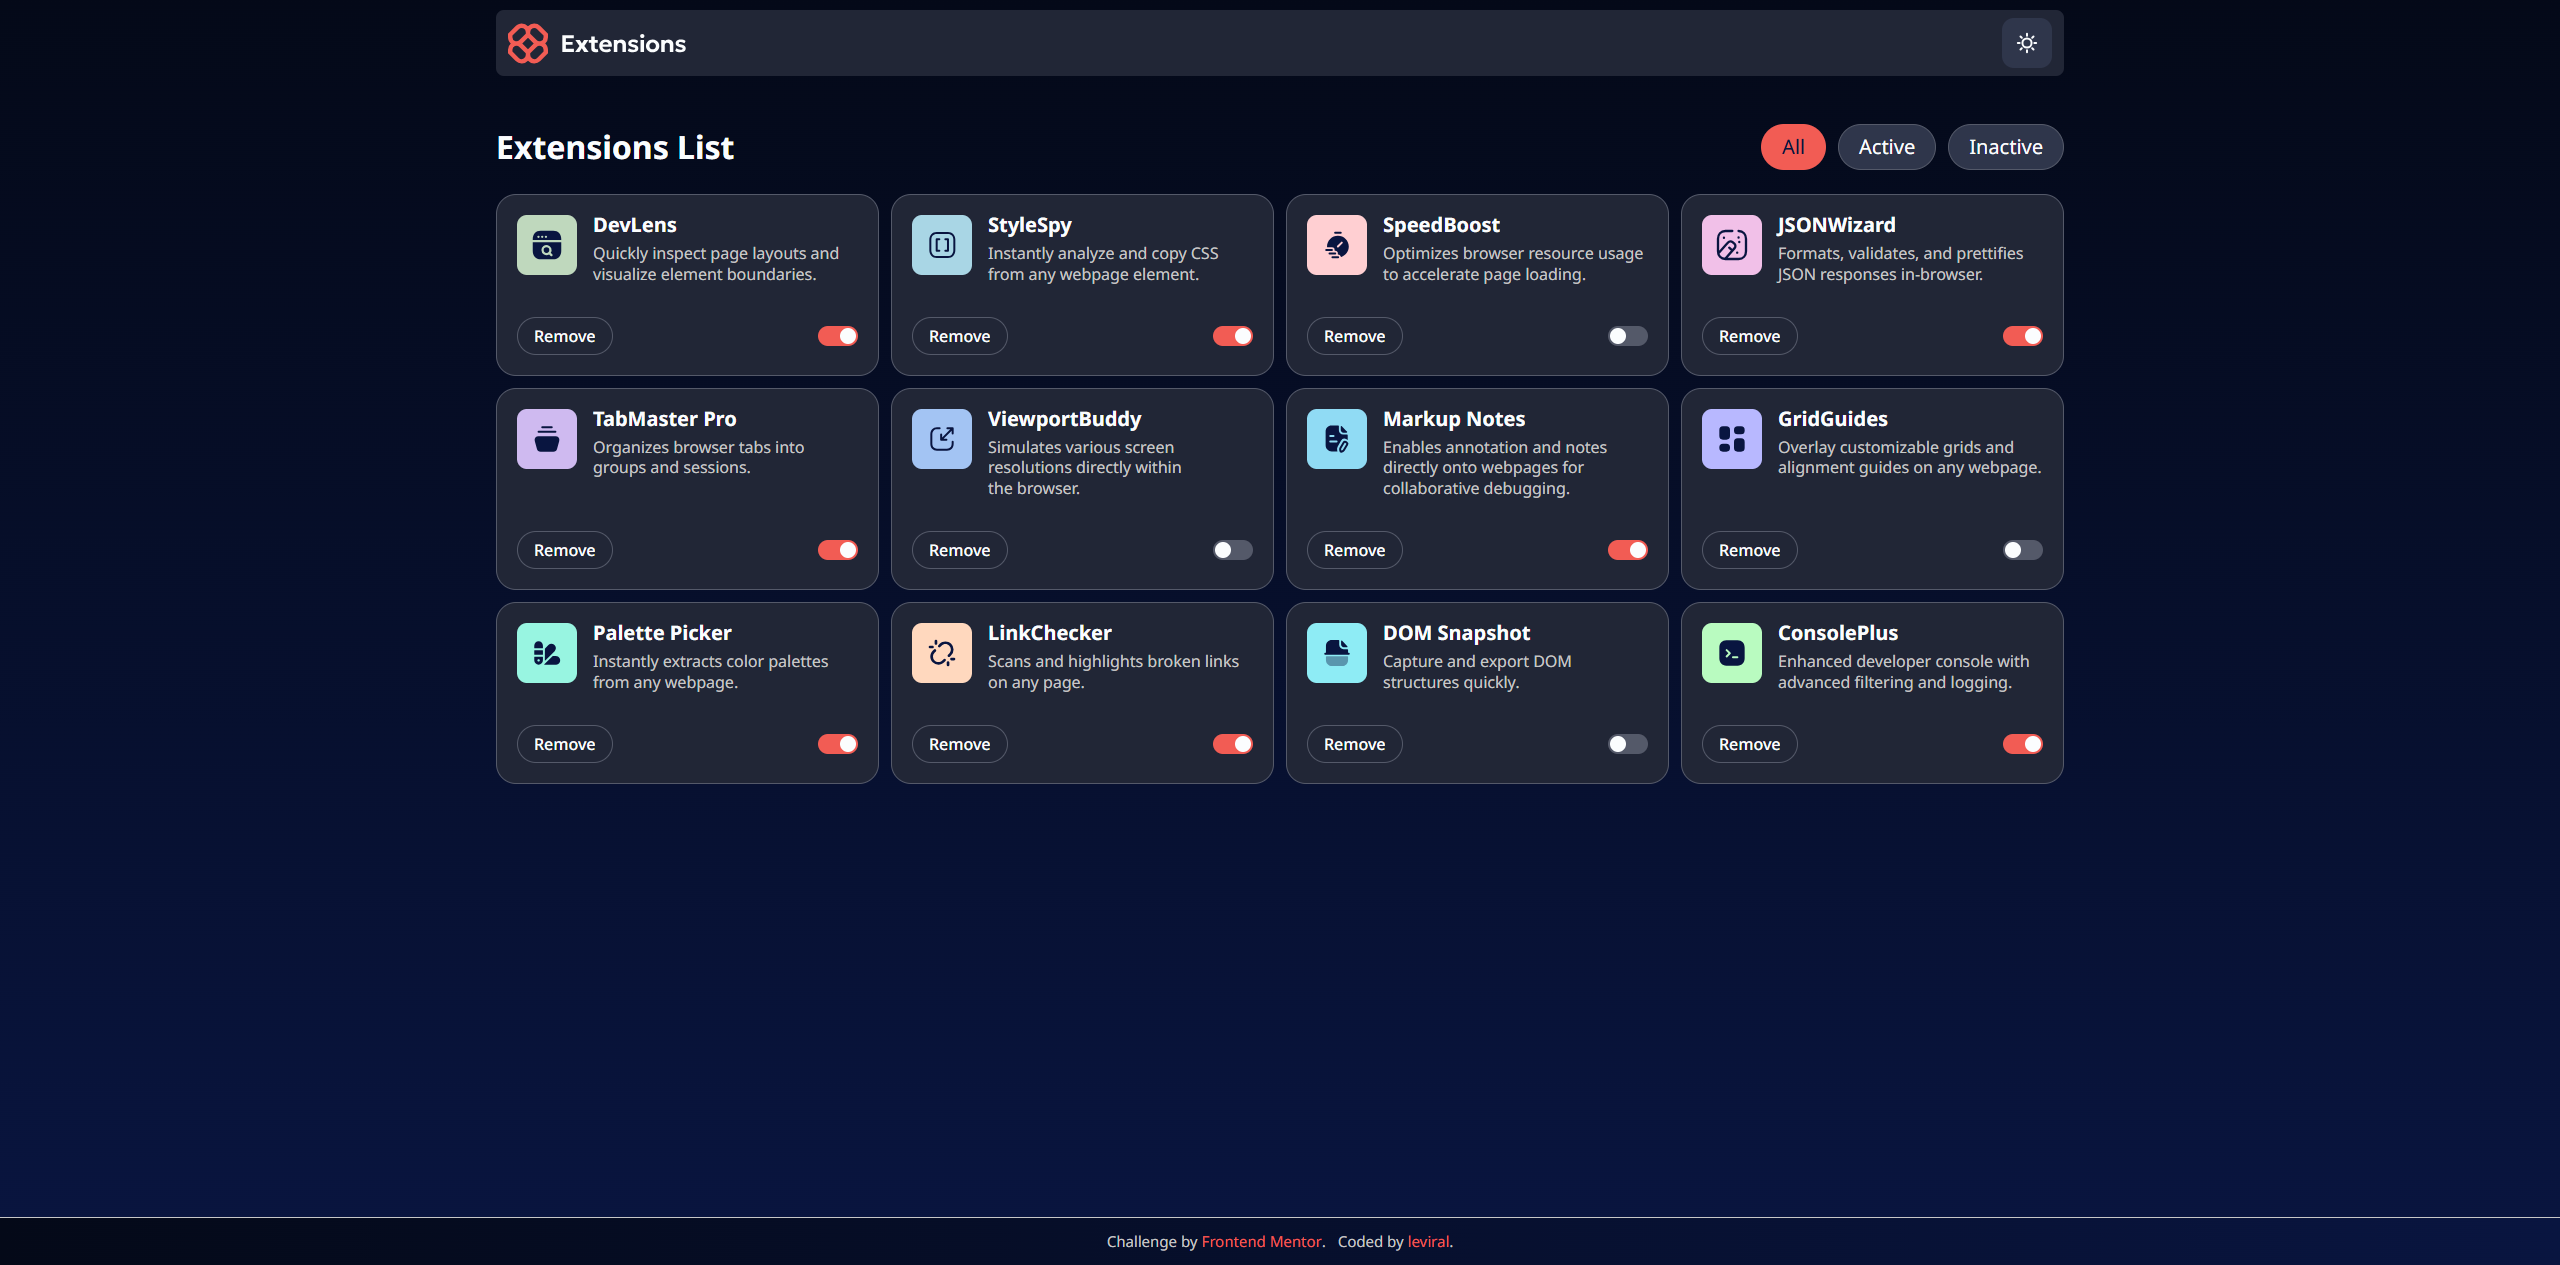 Extensions
Extensions List
All
Active
Inactive
DevLens
Quickly inspect page layouts and
visualize element boundaries.
Remove
StyleSpy
Instantly analyze and copy CSS
from any webpage element.
Remove
SpeedBoost
Optimizes browser resource usage
to accelerate page loading.
Remove
JSONWizard
Formats, validates, and prettifies
JSON responses in-browser.
Remove
TabMaster Pro
Organizes browser tabs into
groups and sessions.
Remove
ViewportBuddy
Simulates various screen
resolutions directly within
the browser.
Remove
Markup Notes
Enables annotation and notes
directly onto webpages for
collaborative debugging.
Remove
GridGuides
Overlay customizable grids and
alignment guides on any webpage.
Remove
Palette Picker
Instantly extracts color palettes
from any webpage.
Remove
LinkChecker
Scans and highlights broken links
on any page.
Remove
DOM Snapshot
Capture and export DOM
structures quickly.
Remove
ConsolePlus
Enhanced developer console with
advanced filtering and logging.
Remove
Challenge by Frontend Mentor. Coded by leviral.